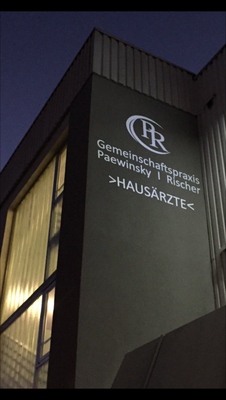 PR
Gemeinschaftspraxis
Paewinsky | Rischer
>HAUSÄRZTE<